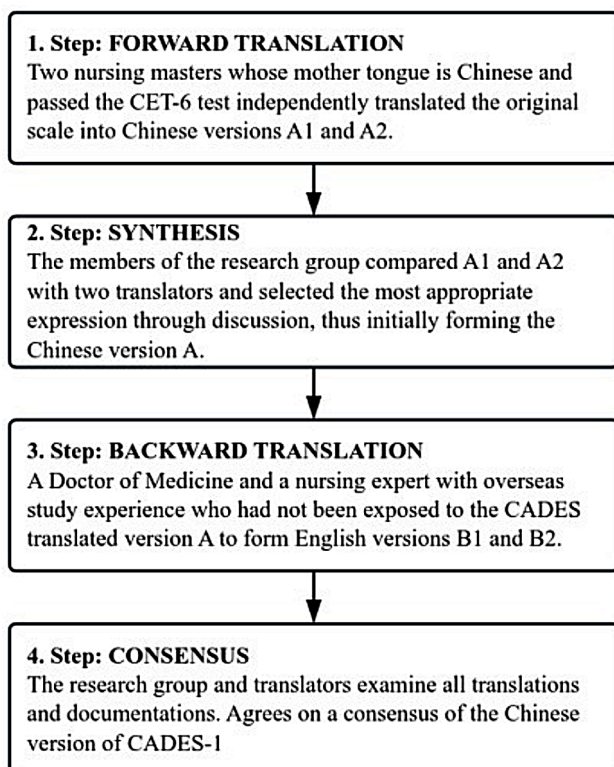 1. Step: FORWARD TRANSLATION
Two nursing masters whose mother tongue is Chinese and
passed the CET-6 test independently translated the original
scale into Chinese versions A1 and A2.
2. Step: SYNTHESIS
The members of the research group compared A1 and A2
with two translators and selected the most appropriate
expression through discussion, thus initially forming the
Chinese version A.
3. Step: BACKWARD TRANSLATION
A Doctor of Medicine and a nursing expert with overseas
study experience who had not been exposed to the CADES
translated version A to form English versions B1 and B2.
4. Step: CONSENSUS
The research group and translators examine all translations
and documentations. Agrees on a consensus of the Chinese
version of CADES-1